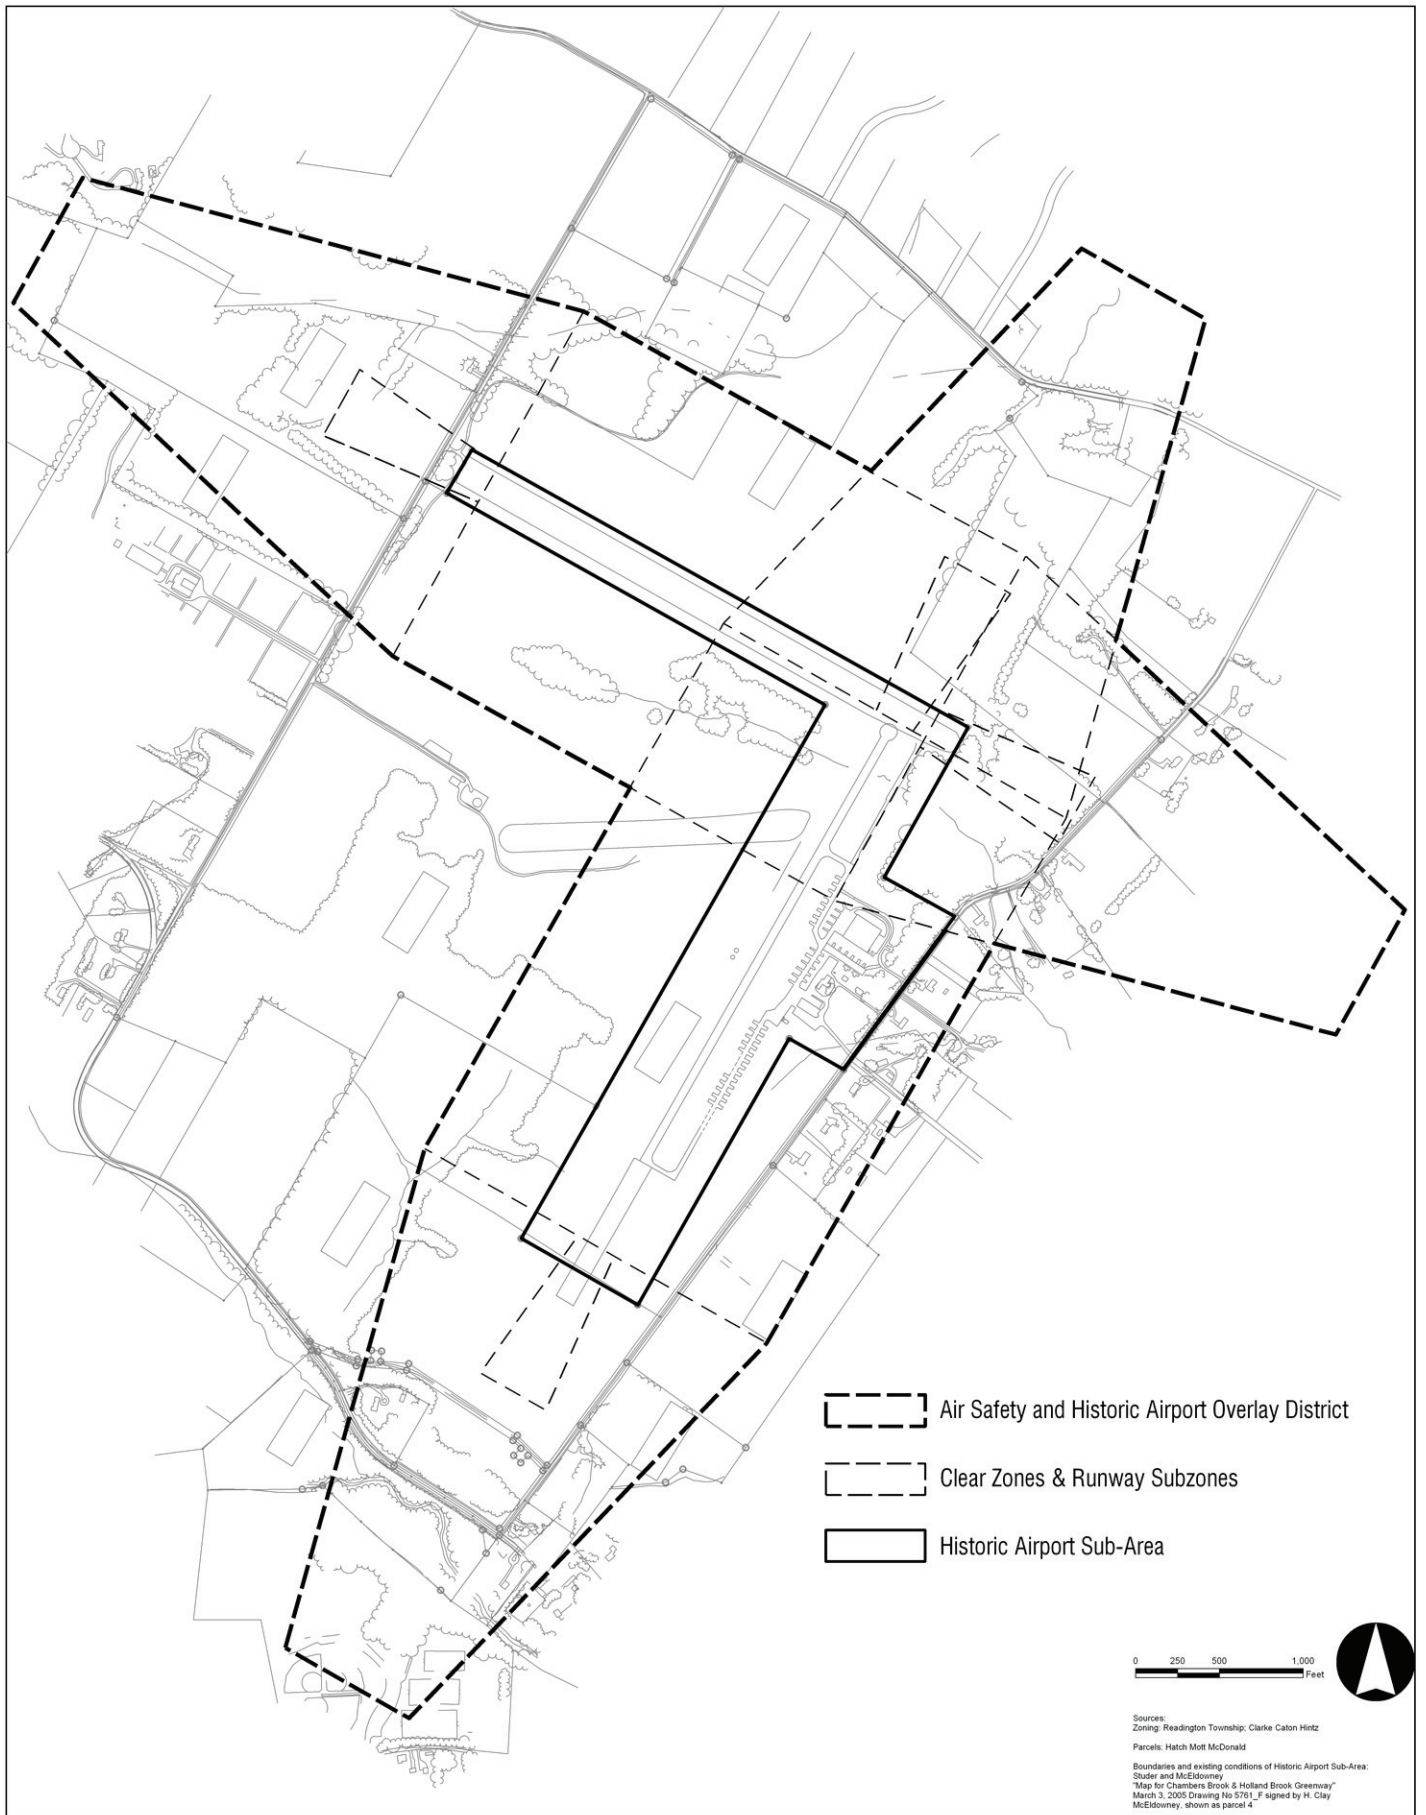 Air Safety and Historic Airport Overlay District
Clear Zones & Runway Subzones
Historic Airport Sub-Area
0 250 500 1,000
Feet
Sources:
Zoning: Readington Township; Clarke Caton Hintz
Parcels: Hatch Mott McDonald
Boundaries and existing conditions of Historic Airport Sub-Area:
Studer and McEldowney
"Map for Chambers Brook & Holland Brook Greenway"
March 3, 2005 Drawing No 5761_F signed by H. Clay
McEldowney, shown as parcel 4